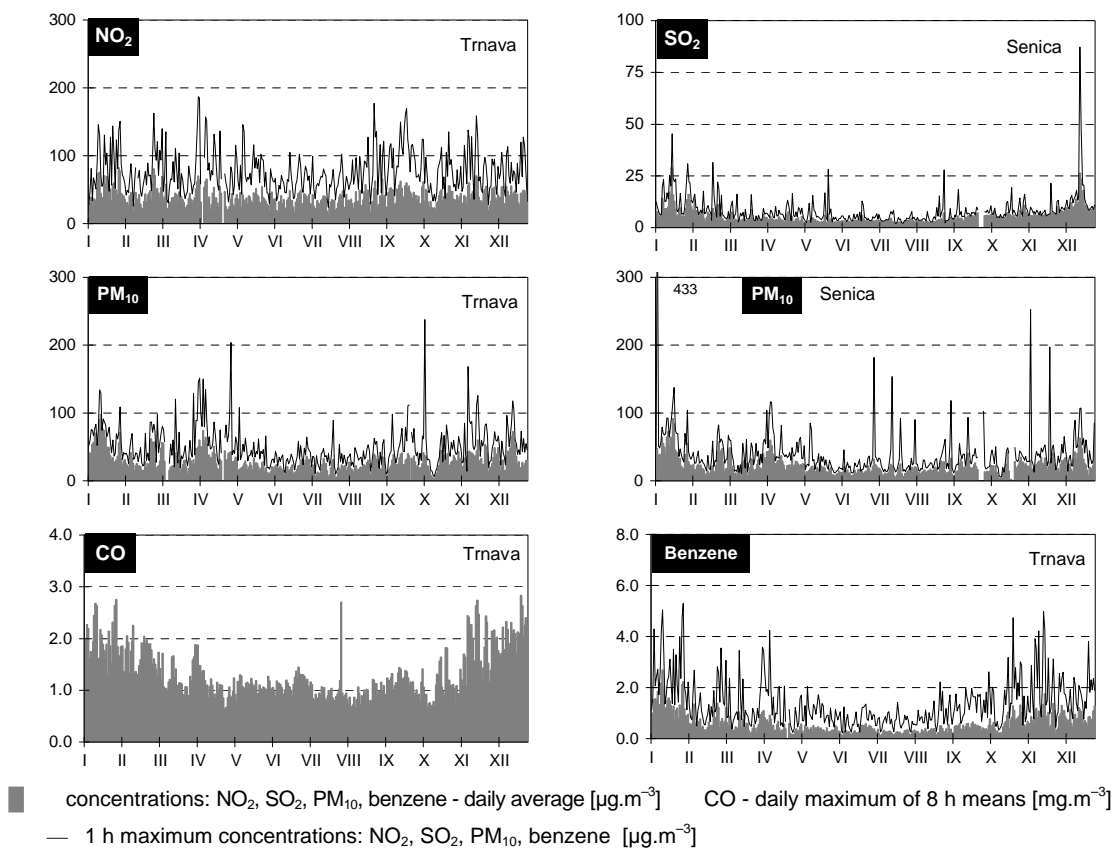 NO₂
Trnava
300
200
100
0
I II III IV V VI VII VIII IX X XI XII
SO₂
Senica
100
75
50
25
0
I II III IV V VI VII VIII IX X XI XII
PM₁₀
Trnava
300
200
100
0
I II III IV V VI VII VIII IX X XI XII
433
PM₁₀ Senica
300
200
100
0
I II III IV V VI VII VIII IX X XI XII
CO
Trnava
4.0
3.0
2.0
1.0
0.0
I II III IV V VI VII VIII IX X XI XII
Benzene
Trnava
8.0
6.0
4.0
2.0
0.0
I II III IV V VI VII VIII IX X XI XII
concentrations: NO₂, SO₂, PM₁₀, benzene - daily average [µg.m⁻³] CO - daily maximum of 8 h means [mg.m⁻³]
1 h maximum concentrations: NO₂, SO₂, PM₁₀, benzene [µg.m⁻³]